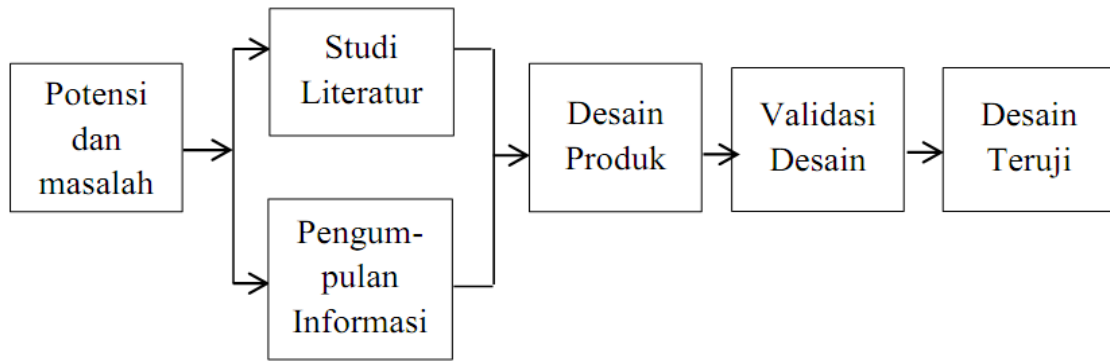 Potensi
dan
masalah
Studi
Literatur
Pengum-
pulan
Informasi
Desain
Produk
Validasi
Desain
Desain
Teruji